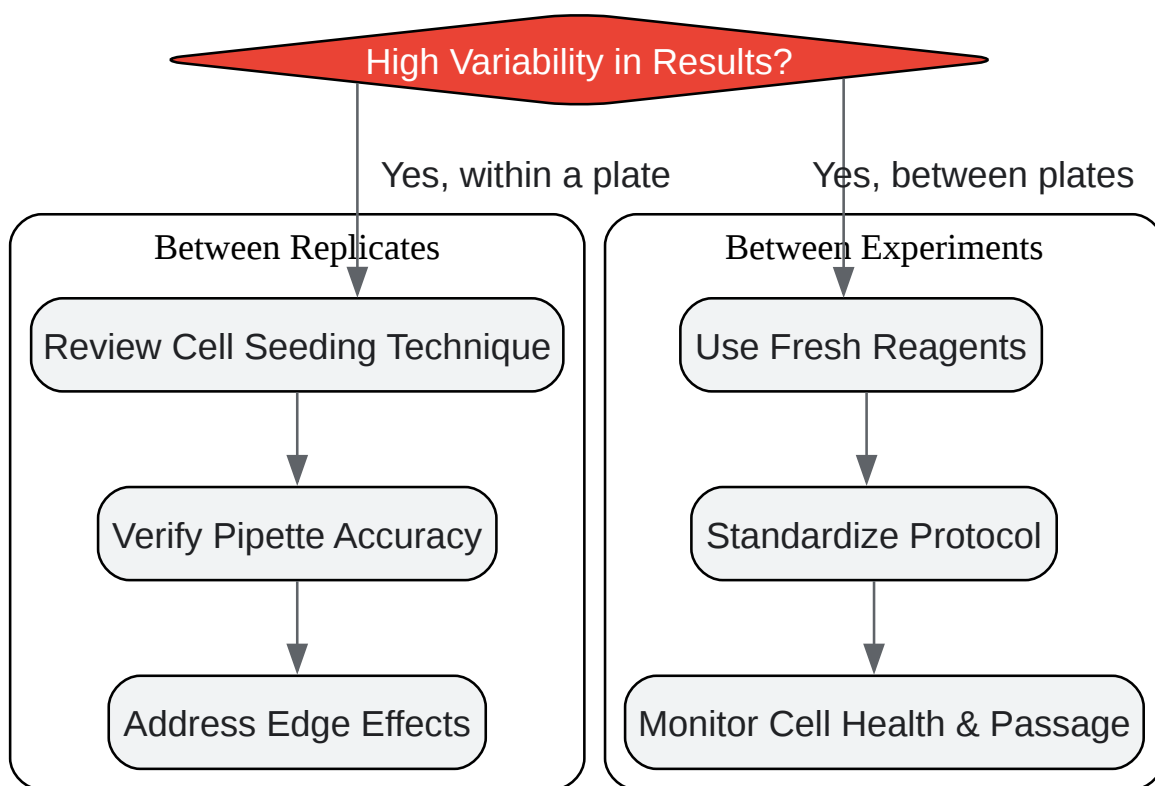 High Variability in Results?
Yes, within a plate
Yes, between plates
Between Replicates
Review Cell Seeding Technique
Verify Pipette Accuracy
Address Edge Effects
Between Experiments
Use Fresh Reagents
Standardize Protocol
Monitor Cell Health & Passage